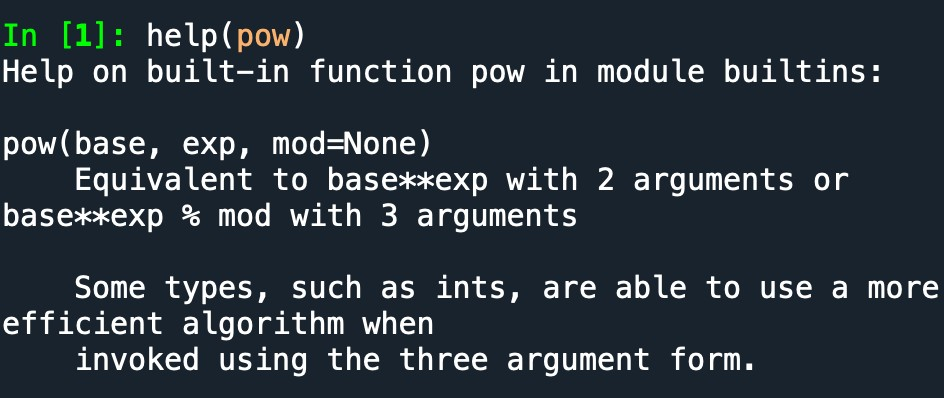 In [1]: help(pow)
Help on built-in function pow in module builtins:
pow(base, exp, mod=None)
Equivalent to base**exp with 2 arguments or
base**exp % mod with 3 arguments
Some types, such as ints, are able to use a more
efficient algorithm when
invoked using the three argument form.